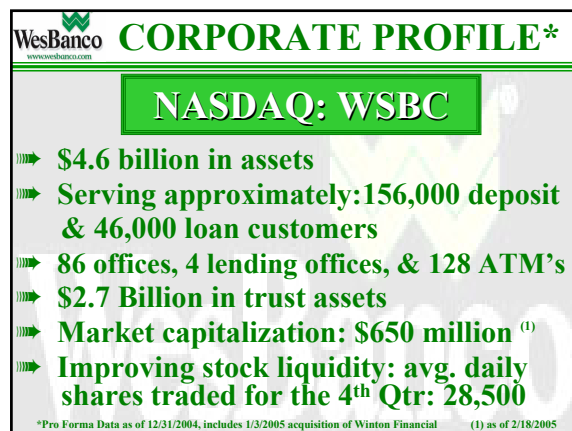 WesBanco
www.wesbanco.com
CORPORATE PROFILE*
NASDAQ: WSBC
$4.6 billion in assets
Serving approximately:156,000 deposit
& 46,000 loan customers
86 offices, 4 lending offices, & 128 ATM’s
$2.7 Billion in trust assets
Market capitalization: $650 million (1)
Improving stock liquidity: avg. daily
shares traded for the 4th Qtr: 28,500
WesBanco
*Pro Forma Data as of 12/31/2004, includes 1/3/2005 acquisition of Winton Financial (1) as of 2/18/2005